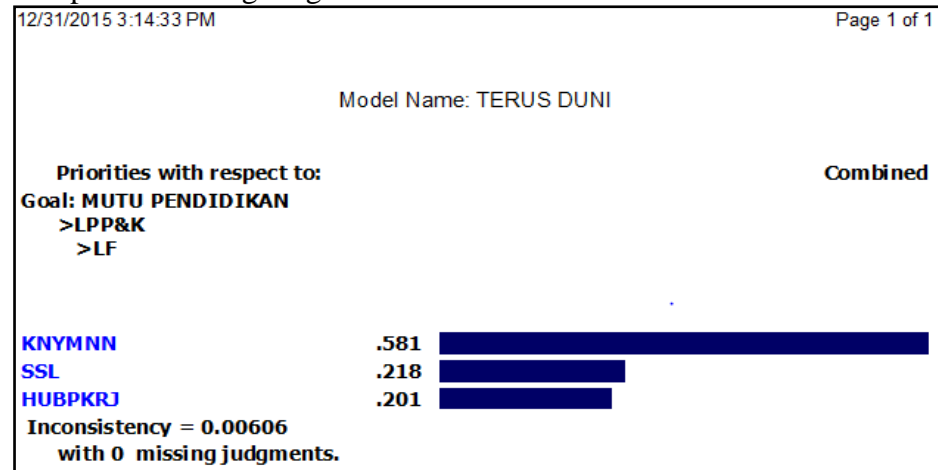 12/31/2015 3:14:33 PM Page 1 of 1
Model Name: TERUS DUNI
Priorities with respect to: Combined
Goal: MUTU PENDIDIKAN
>LPP&K
>LF
KNYMNN .581
SSL .218
HUBPKRJ .201
Inconsistency = 0.00606
with 0 missing judgments.